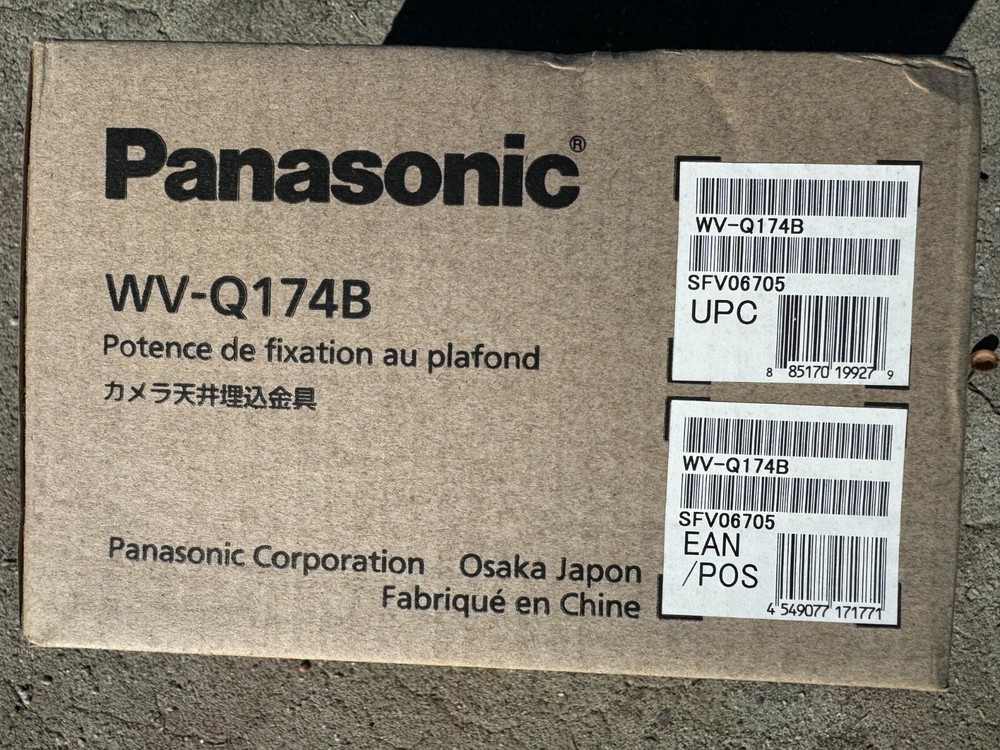 Panasonic®
WV-Q174B
Potence de fixation au plafond
カメラ天井埋込金具
Panasonic Corporation Osaka Japon
Fabriqué en Chine
WV-Q174B
SFV06705
UPC
8 85170 19927 9
WV-Q174B
SFV06705
EAN
/POS
4 549077 171771